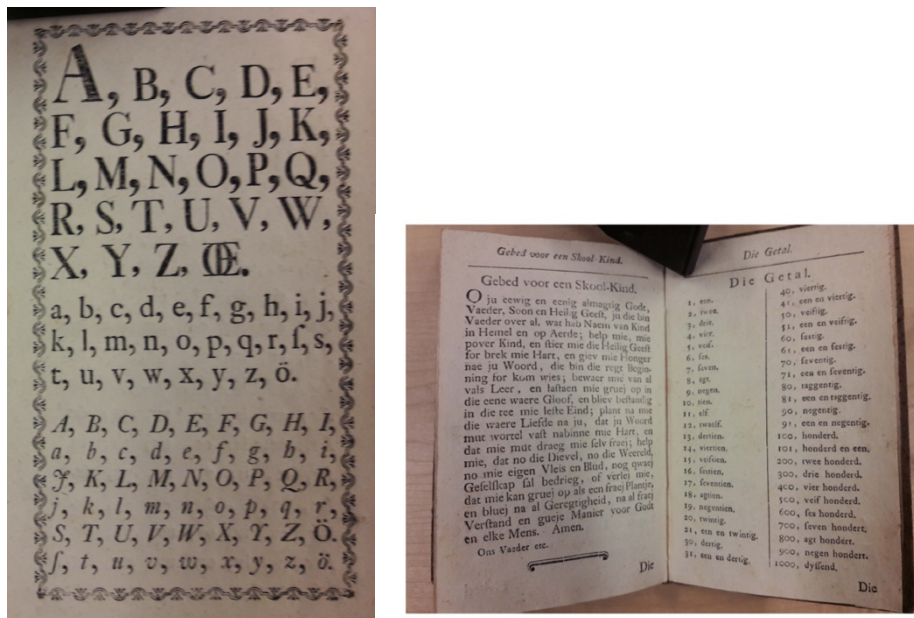 A, B, C, D, E,
F, G, H, I, J, K,
L, M, N, O, P, Q,
R, S, T, U, V, W,
X, Y, Z, Œ.
a, b, c, d, e, f, g, h, i, j,
k, l, m, n, o, p, q, r, ſ, s,
t, u, v, w, x, y, z, ö.
A, B, C, D, E, F, G, H, I,
a, b, c, d, e, f, g, h, i,
J, K, L, M, N, O, P, Q, R,
j, k, l, m, n, o, p, q, r,
S, T, U, V, W, X, Y, Z, Ö.
ſ, t, u, v, w, x, y, z, ö.
Gebed voor een Skool-Kind.
Gebed voor een Skool-Kind.
O ju eewig en eenig almagtig Gode,
Vaeder, Soon en Heilig Geeſt, ju die bin
Vaeder over al, wat hab Naem van Kind
in Hemel en op Aerde; help mie, mie
pover Kind, en ſtier mie die Heilig Geeſt
for brek mie Hart, en giev mie Honger
nae ju Woord, die bin die regt Begin-
ning for kom wies; bewaer mie van al
vals Leer, en laſtaen mie gruej op in
die eene waere Gloof, en bliev beſtandig
in die tee mie leſte Eind; plant na mie
die waere Liefde na ju, dat ju Woord
mut wortel vaſt nabinne mie Hart, en
dat mie mut draeg mie ſelv fraej; help
mie, dat no die Dievel, no die Weereld,
no mie eigen Vleis en Blud, nog qwaej
Geſelſkap ſal bedrieg, of verlei mie,
dat mie kan gruej op als een fraej Plantje,
en bluej na al Geregtigheid, na al fraej
Verſtand en gueje Manier voor Godt
en elke Mens. Amen.
Ons Vaeder etc.
Die
Die Getal.
Die Getal.
1, een.
2, twee.
3, drie.
4, vier.
5, veif.
6, ſes.
7, ſeven.
8, agt.
9, negen.
10, tien.
11, elf.
12, twaelf.
13, dertien.
14, viertien.
15, veiftien.
16, ſeſtien.
17, ſeventien.
18, agtien.
19, negentien.
20, twintig.
21, een en twintig.
30, dertig.
31, een en dertig.
40, viertig.
41, een en viertig.
50, veiftig.
51, een en veiftig.
60, ſeſtig.
61, een en ſeſtig.
70, ſeventig.
71, een en ſeventig.
80, taggentig.
81, een en taggentig.
90, negentig.
91, een en negentig.
100, honderd.
101, honderd en een.
200, twee honderd.
300, drie honderd.
400, vier honderd.
500, veif honderd.
600, ſes honderd.
700, ſeven hondert.
800, agt hondert.
900, negen hondert.
1000, dyſſend.
Die